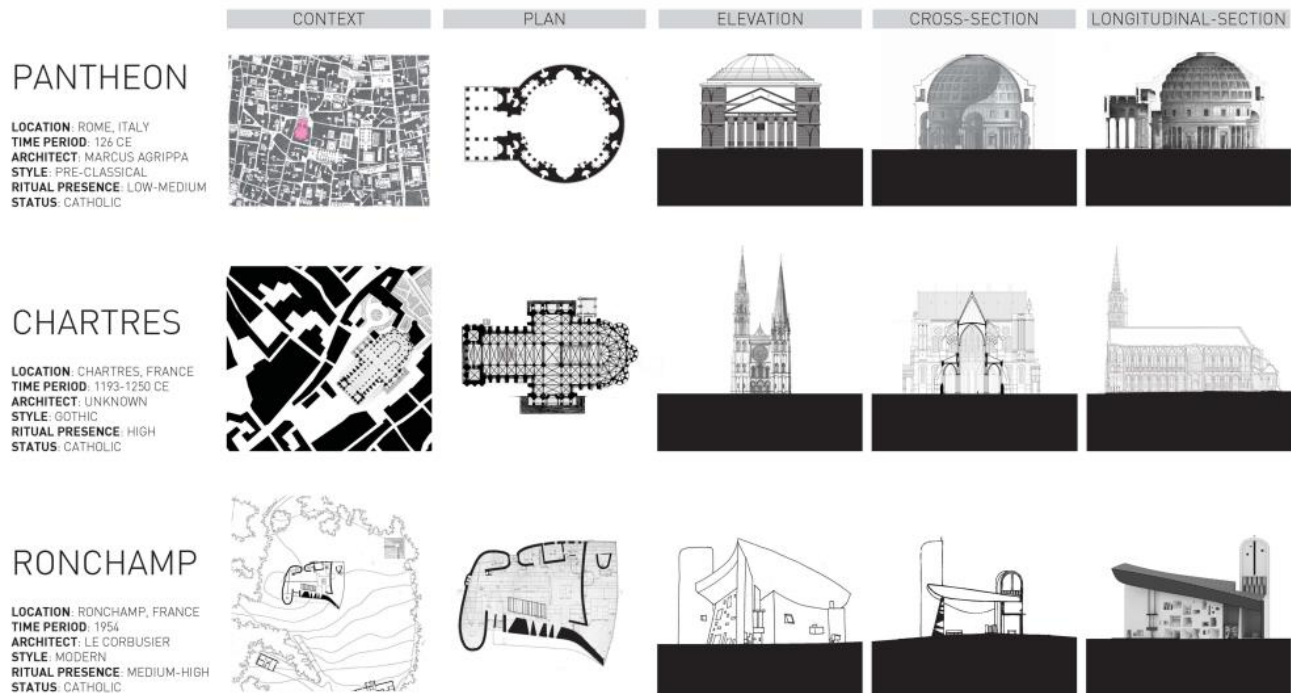 CONTEXT
PLAN
ELEVATION
CROSS-SECTION
LONGITUDINAL-SECTION
PANTHEON
LOCATION: ROME, ITALY
TIME PERIOD: 126 CE
ARCHITECT: MARCUS AGRIPPA
STYLE: PRE-CLASSICAL
RITUAL PRESENCE: LOW-MEDIUM
STATUS: CATHOLIC
CHARTRES
LOCATION: CHARTRES, FRANCE
TIME PERIOD: 1193-1250 CE
ARCHITECT: UNKNOWN
STYLE: GOTHIC
RITUAL PRESENCE: HIGH
STATUS: CATHOLIC
RONCHAMP
LOCATION: RONCHAMP, FRANCE
TIME PERIOD: 1954
ARCHITECT: LE CORBUSIER
STYLE: MODERN
RITUAL PRESENCE: MEDIUM-HIGH
STATUS: CATHOLIC